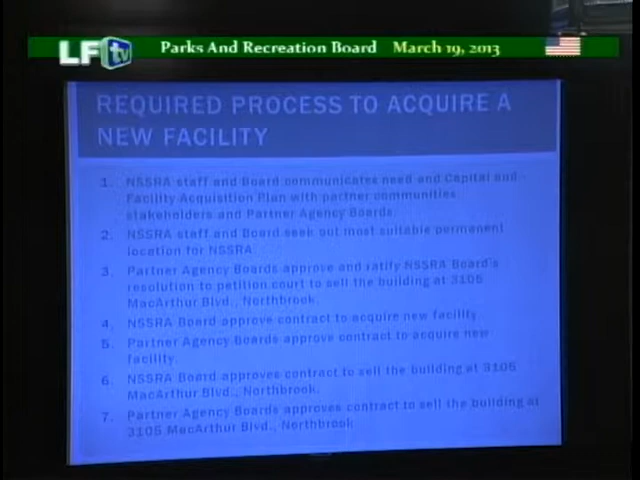 LF tv Parks And Recreation Board March 19, 2013
REQUIRED PROCESS TO ACQUIRE A
NEW FACILITY
1. NSSRA staff and Board communicates need and Capital and
Facility Acquisition Plan with partner communities
stakeholders and Partner Agency Boards.
2. NSSRA staff and Board seek out most suitable permanent
location for NSSRA.
3. Partner Agency Boards approve and ratify NSSRA Board's
resolution to petition court to sell the building at 3105
MacArthur Blvd., Northbrook.
4. NSSRA Board approve contract to acquire new facility.
5. Partner Agency Boards approve contract to acquire new
facility.
6. NSSRA Board approves contract to sell the building at 3105
MacArthur Blvd., Northbrook.
7. Partner Agency Boards approves contract to sell the building at
3105 MacArthur Blvd., Northbrook